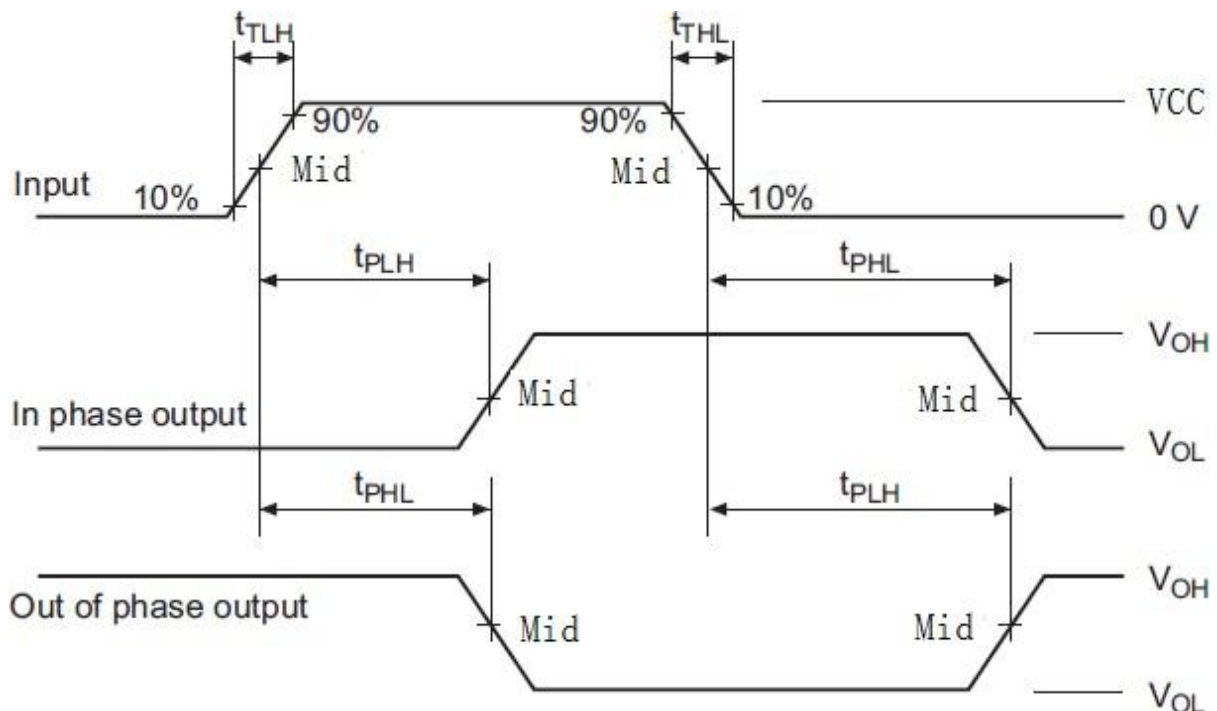 tTLH
tTHL
VCC
90%
90%
Mid
Mid
Input
10%
10%
0 V
tPLH
tPHL
VOH
Mid
Mid
In phase output
VOL
tPHL
tPLH
VOH
Out of phase output
Mid
Mid
VOL